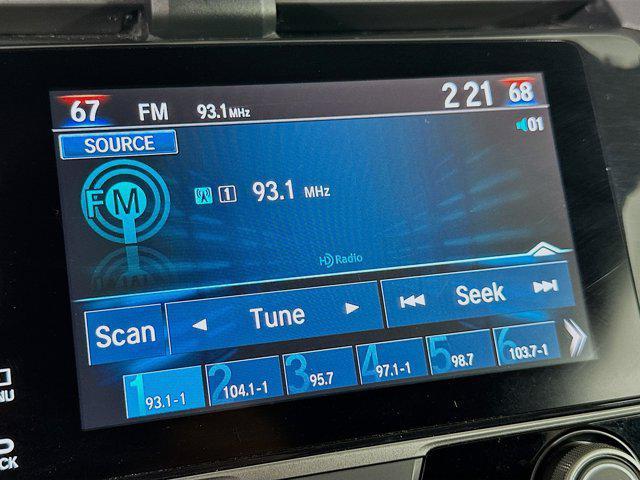 67 FM 93.1MHz 2 21 68
SOURCE 01
FM 1 93.1 MHz
HD Radio
Scan Tune Seek
1 93.1-1 2 104.1-1 3 95.7 4 97.1-1 5 98.7 6 103.7-1